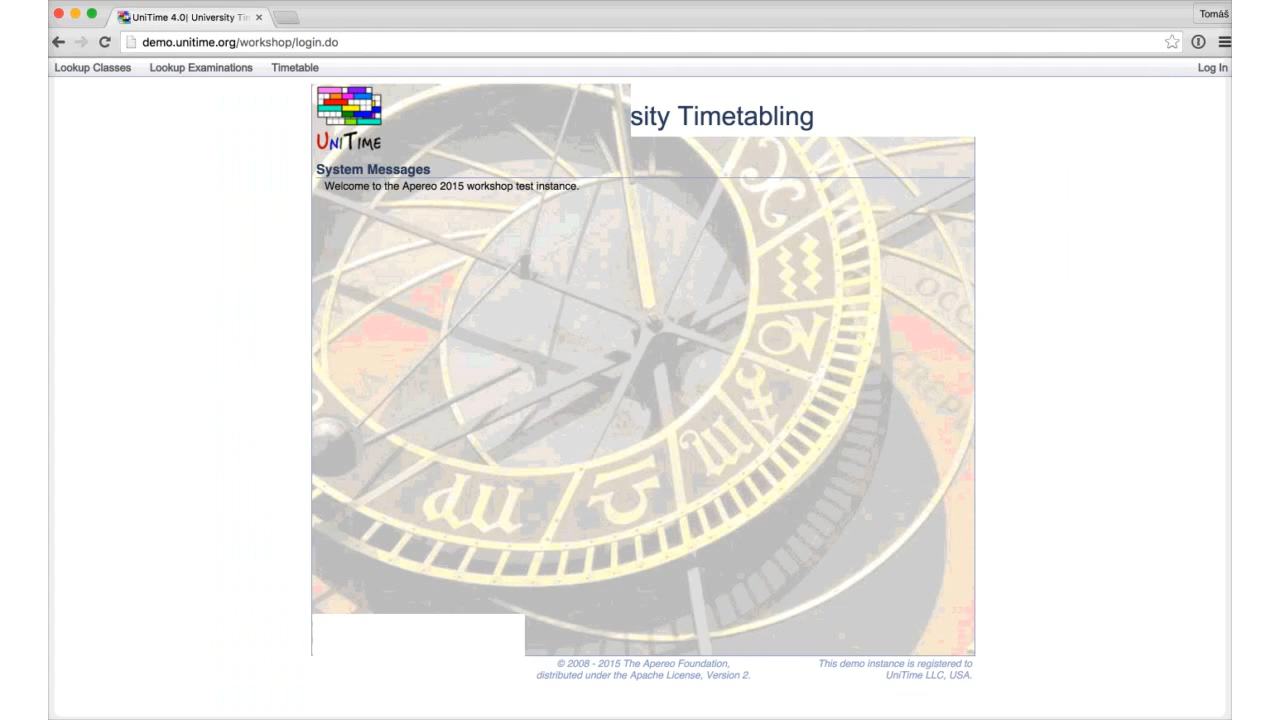 UniTime 4.0| University Tin
Tomáš
demo.unitime.org/workshop/login.do
Lookup Classes Lookup Examinations Timetable Log In
sity Timetabling
UNITIME
System Messages
Welcome to the Apereo 2015 workshop test instance.
© 2008 - 2015 The Apereo Foundation,
distributed under the Apache License, Version 2.
This demo instance is registered to
UniTime LLC, USA.